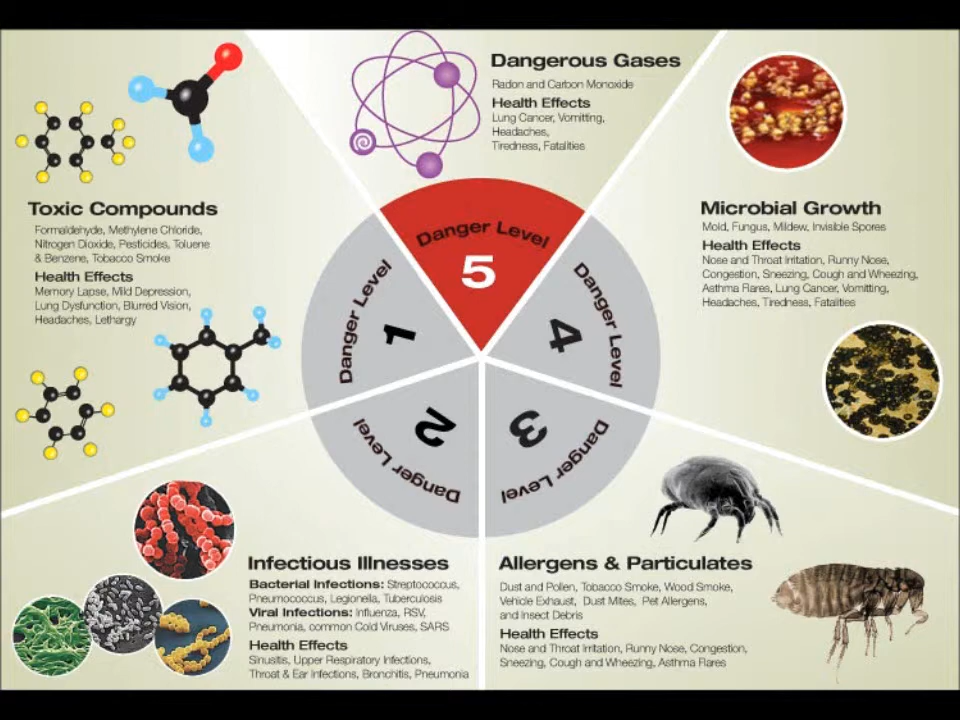 Dangerous Gases
Radon and Carbon Monoxide
Health Effects
Lung Cancer, Vomitting,
Headaches,
Tiredness, Fatalities
Toxic Compounds
Formaldehyde, Methylene Chloride,
Nitrogen Dioxide, Pesticides, Toluene
& Benzene, Tobacco Smoke
Health Effects
Memory Lapse, Mild Depression,
Lung Dysfunction, Blurred Vision,
Headaches, Lethargy
Microbial Growth
Mold, Fungus, Mildew, Invisible Spores
Health Effects
Nose and Throat Irritation, Runny Nose,
Congestion, Sneezing, Cough and Wheezing,
Asthma Rares, Lung Cancer, Vomitting,
Headaches, Tiredness, Fatalities
Danger Level
5
Danger Level
1
Danger Level
4
Danger Level
2
Danger Level
3
Infectious Illnesses
Bacterial Infections: Streptococcus,
Pneumococcus, Legionella, Tuberculosis
Viral Infections: Influenza, RSV,
Pneumonia, common Cold Viruses, SARS
Health Effects
Sinusitis, Upper Respiratory Infections,
Throat & Ear Infections, Bronchitis, Pneumonia
Allergens & Particulates
Dust and Pollen, Tobacco Smoke, Wood Smoke,
Vehicle Exhaust, Dust Mites, Pet Allergens,
and Insect Debris
Health Effects
Nose and Throat Irritation, Runny Nose, Congestion,
Sneezing, Cough and Wheezing, Asthma Rares